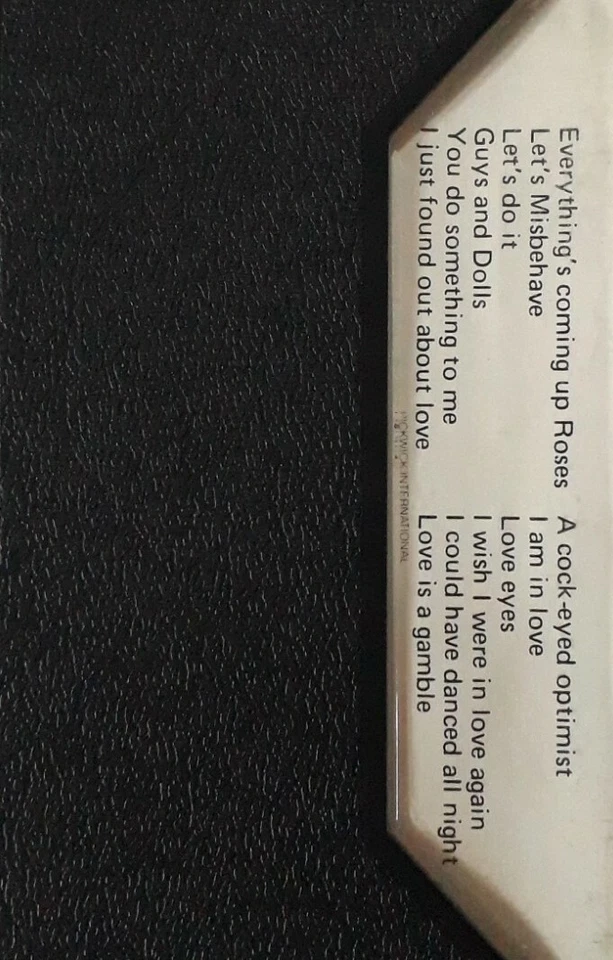 Everything's coming up Roses
Let's Misbehave
Let's do it
Guys and Dolls
You do something to me
I just found out about love
A cock-eyed optimist
I am in love
Love eyes
I wish I were in love again
I could have danced all night
Love is a gamble
PICKWICK INTERNATIONAL